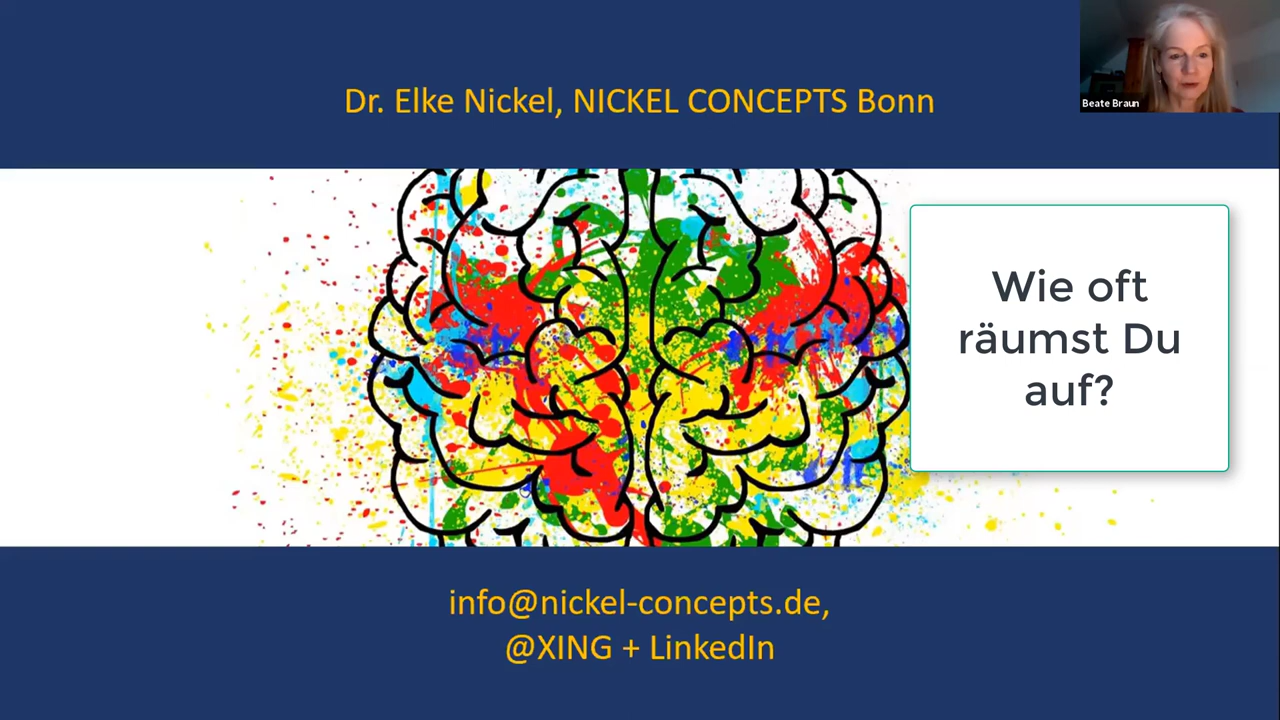 Dr. Elke Nickel, NICKEL CONCEPTS Bonn
Beate Braun
Wie oft
räumst Du
auf?
info@nickel-concepts.de,
@XING + LinkedIn